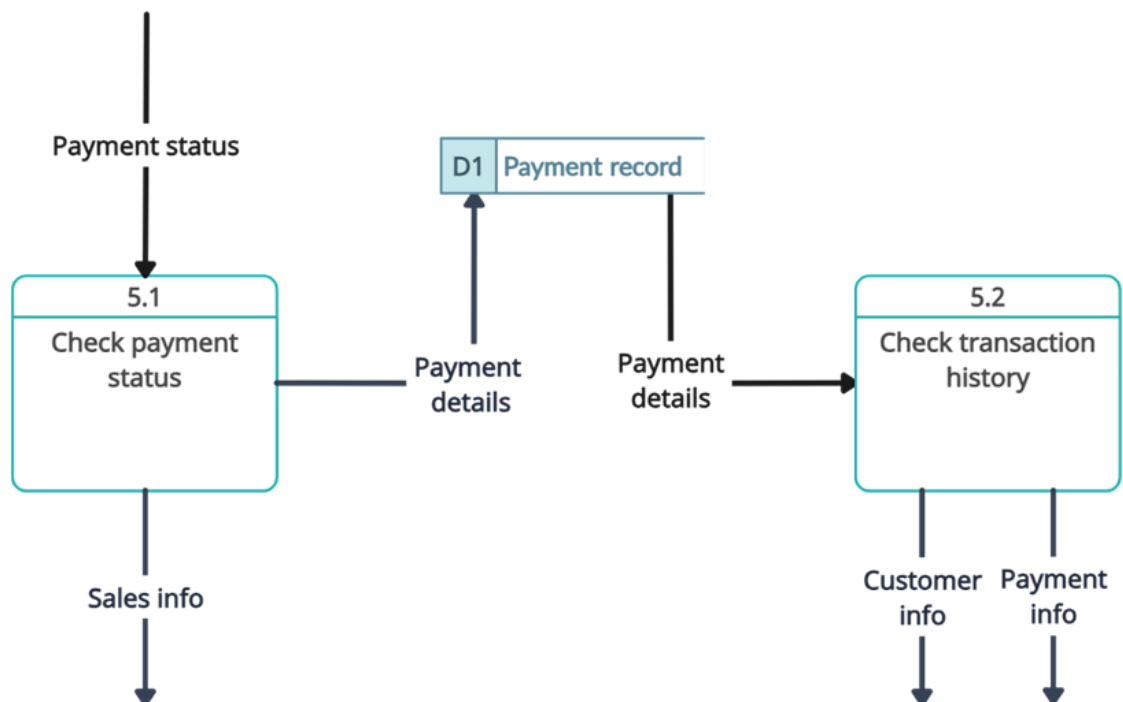 Payment status
D1
Payment record
5.1
Check payment
status
Payment
details
Payment
details
5.2
Check transaction
history
Sales info
Customer
info
Payment
info